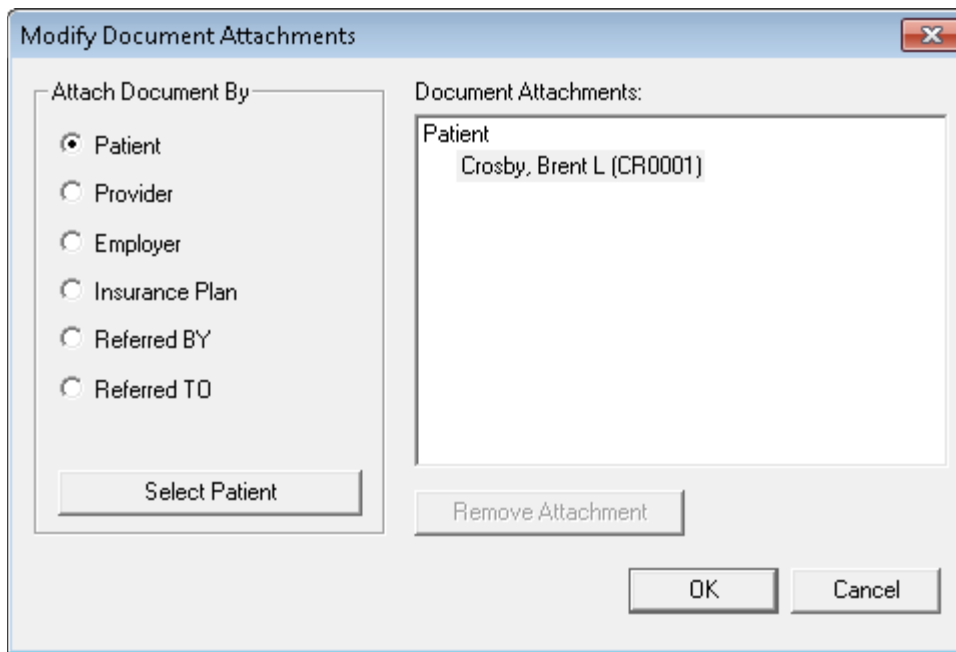 Modify Document Attachments
Attach Document By
Patient
Provider
Employer
Insurance Plan
Referred BY
Referred TO
Select Patient
Document Attachments:
Patient
Crosby, Brent L (CR0001)
Remove Attachment
OK
Cancel